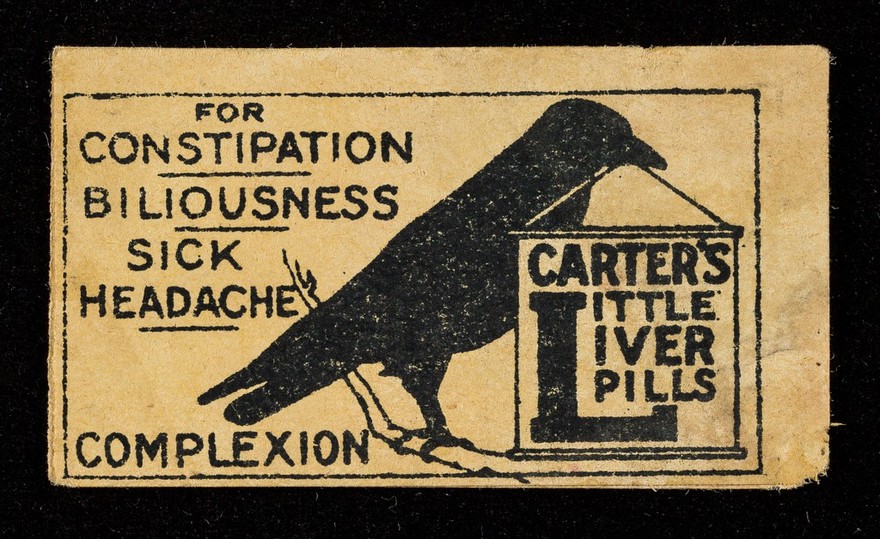 FOR
CONSTIPATION
BILIOUSNESS
SICK
HEADACHE
COMPLEXION
CARTER'S
LITTLE
LIVER
PILLS